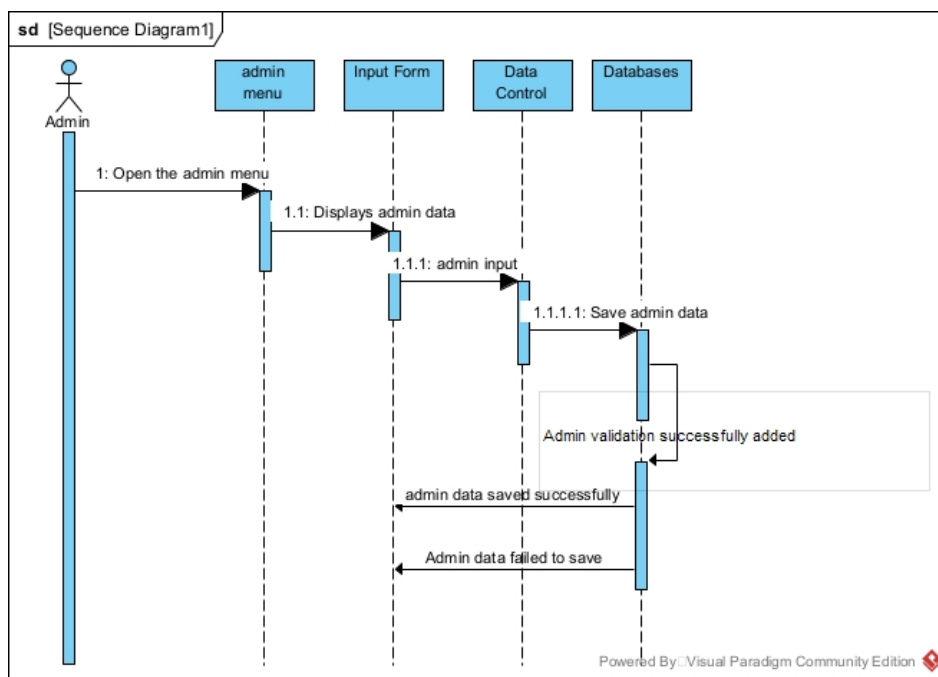 sd [Sequence Diagram1]
admin
menu
Input Form
Data
Control
Databases
Admin
1: Open the admin menu
1.1: Displays admin data
1.1.1: admin input
1.1.1.1: Save admin data
Admin validation successfully added
admin data saved successfully
Admin data failed to save
Powered By Visual Paradigm Community Edition